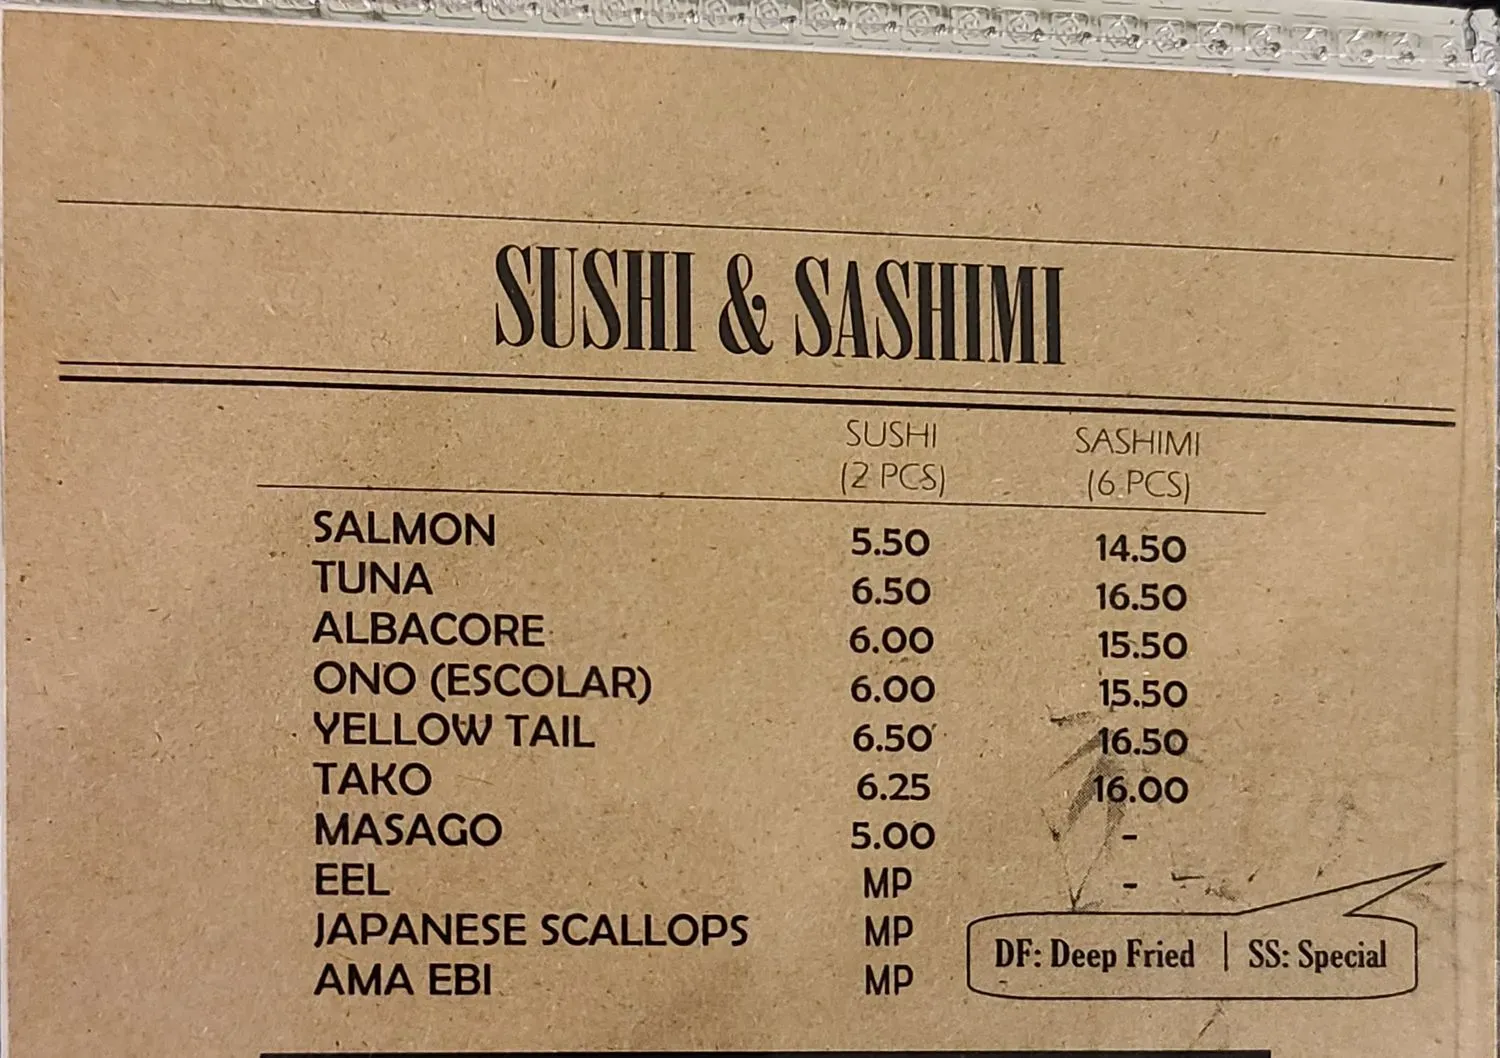 SUSHI & SASHIMI
SUSHI SASHIMI
(2 PCS) (6 PCS)
SALMON 5.50 14.50
TUNA 6.50 16.50
ALBACORE 6.00 15.50
ONO (ESCOLAR) 6.00 15.50
YELLOW TAIL 6.50 16.50
TAKO 6.25 16.00
MASAGO 5.00 -
EEL MP -
JAPANESE SCALLOPS MP
AMA EBI MP
DF: Deep Fried | SS: Special